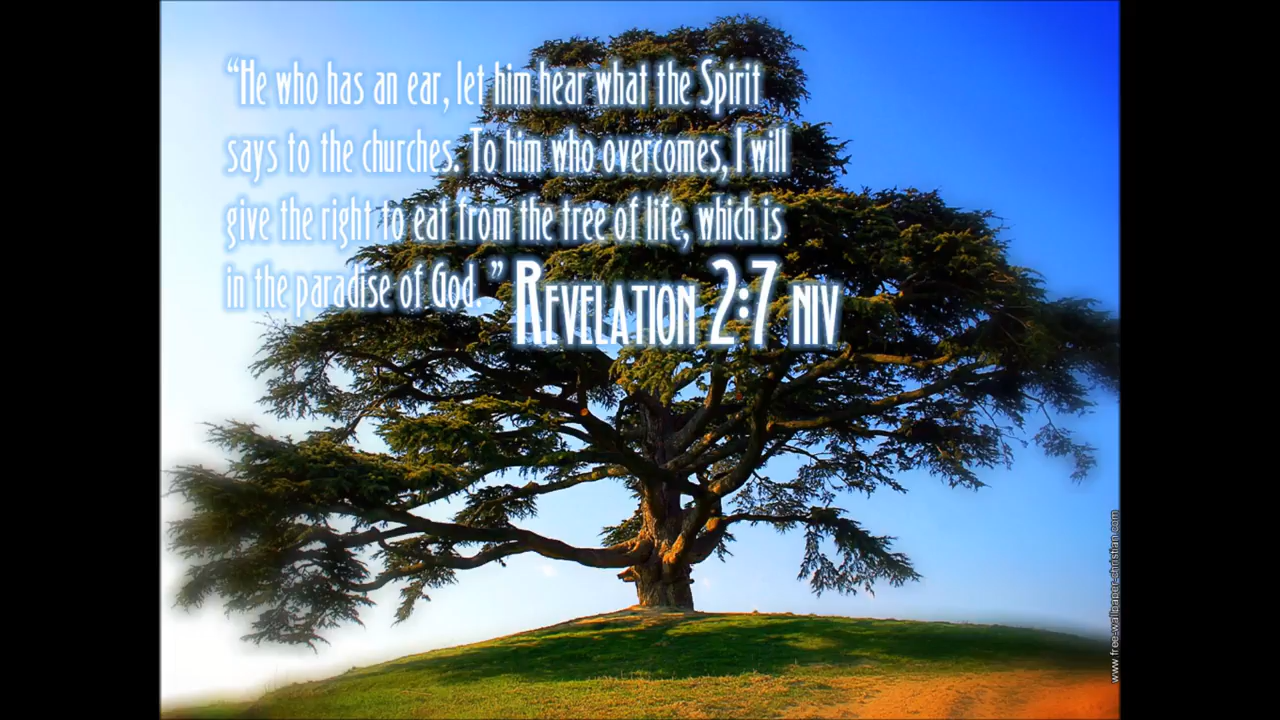 “He who has an ear, let him hear what the Spirit
says to the churches. To him who overcomes, I will
give the right to eat from the tree of life, which is
in the paradise of God.” Revelation 2:7 NIV
www.free-wallpaper-christian.com